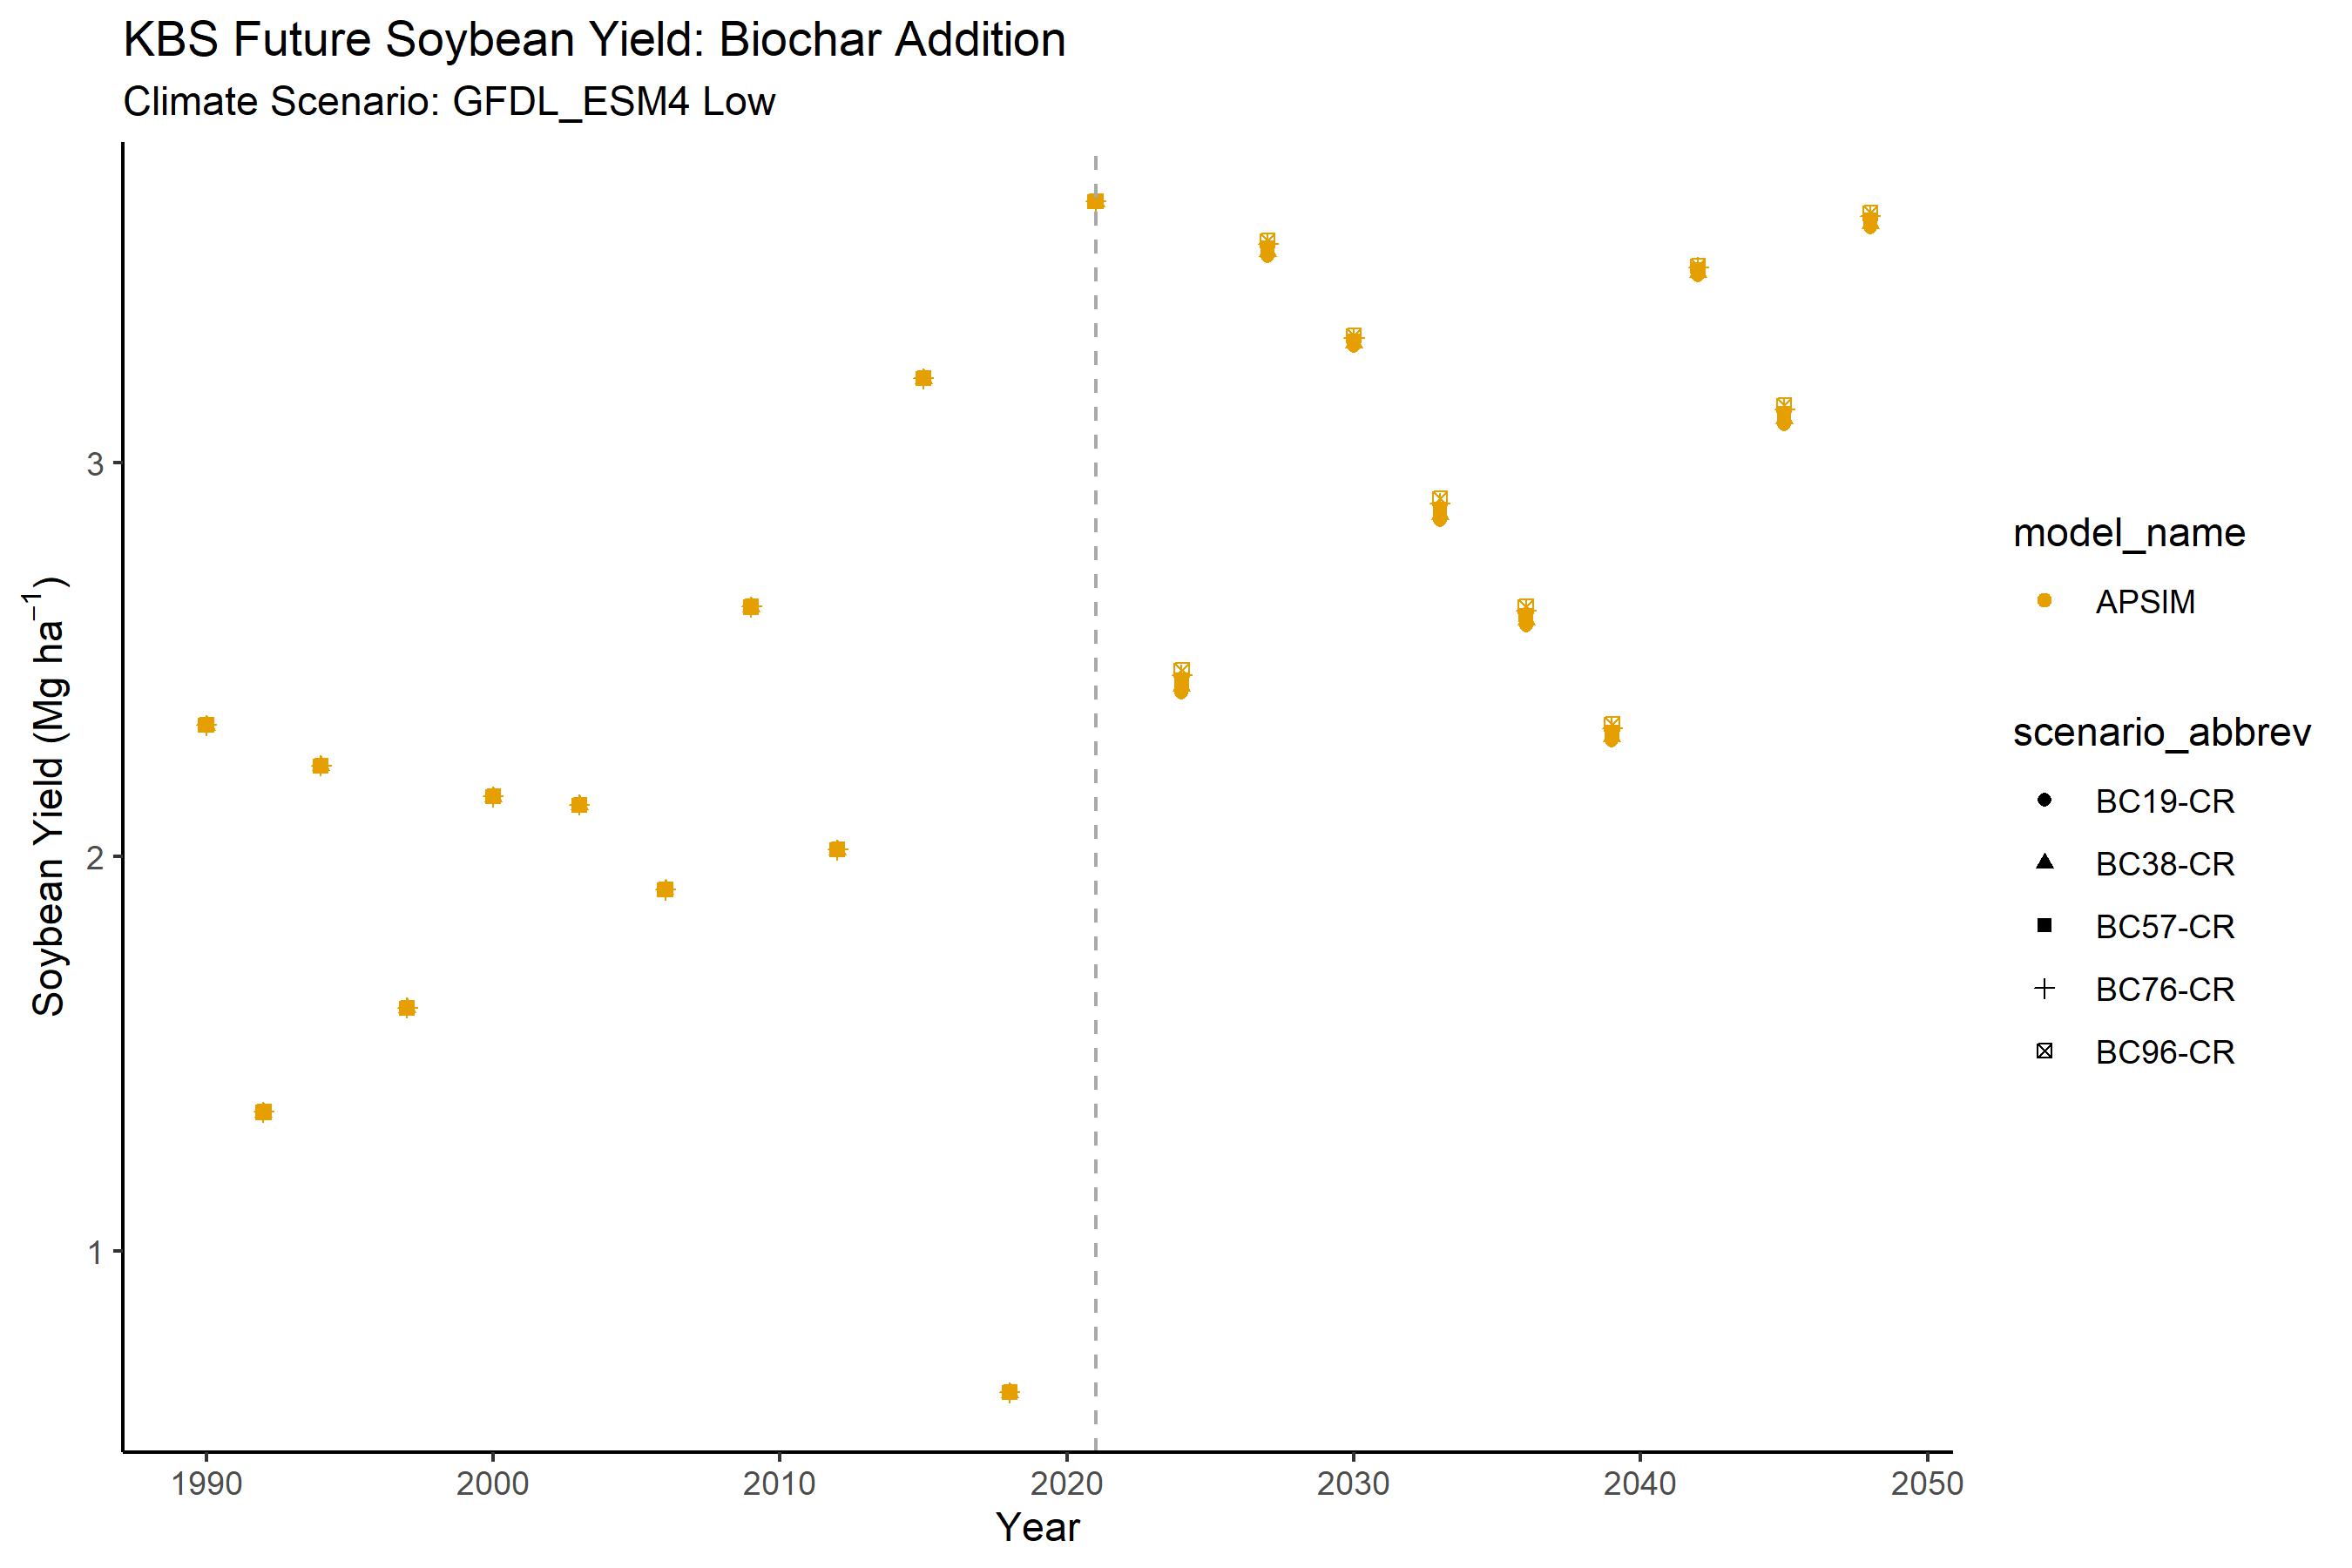 KBS Future Soybean Yield: Biochar Addition
Climate Scenario: GFDL_ESM4 Low
Soybean Yield (Mg ha⁻¹)
3
2
1
1990 2000 2010 2020 2030 2040 2050
Year
model_name
APSIM
scenario_abbrev
BC19-CR
BC38-CR
BC57-CR
BC76-CR
BC96-CR